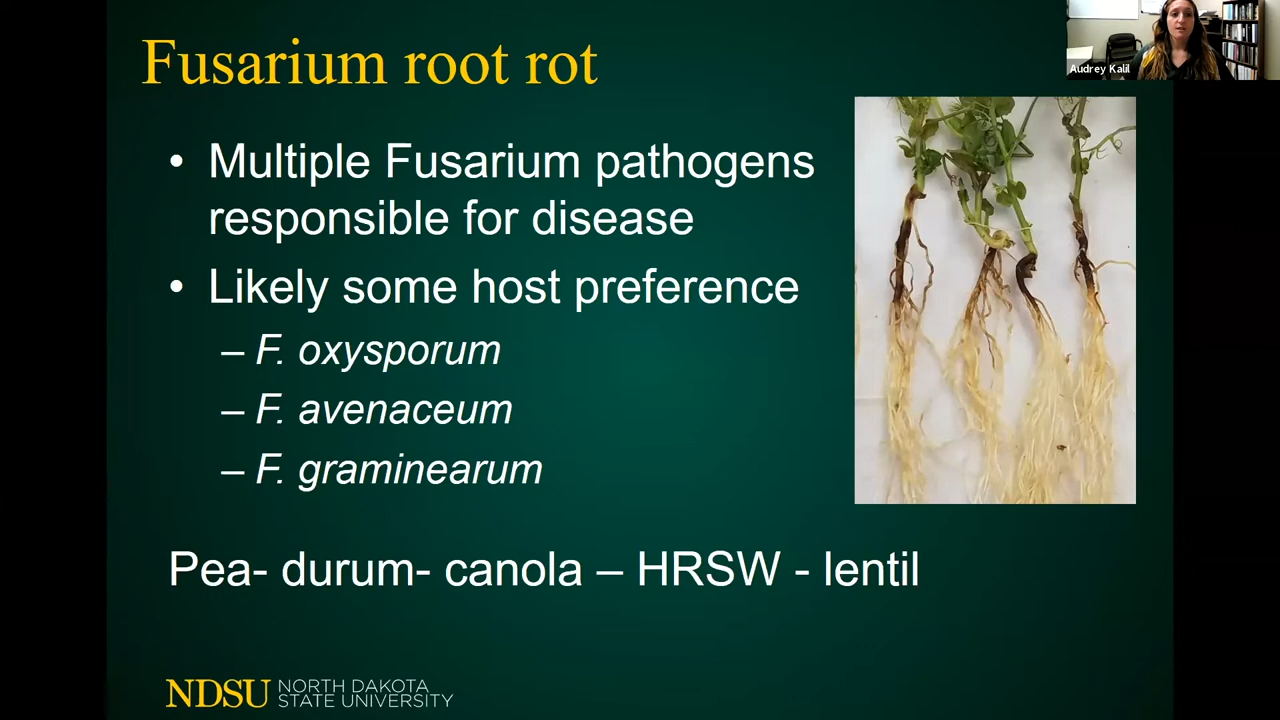 Fusarium root rot
Audrey Kalil
• Multiple Fusarium pathogens
responsible for disease
• Likely some host preference
– F. oxysporum
– F. avenaceum
– F. graminearum
Pea- durum- canola – HRSW - lentil
NDSU NORTH DAKOTA
STATE UNIVERSITY